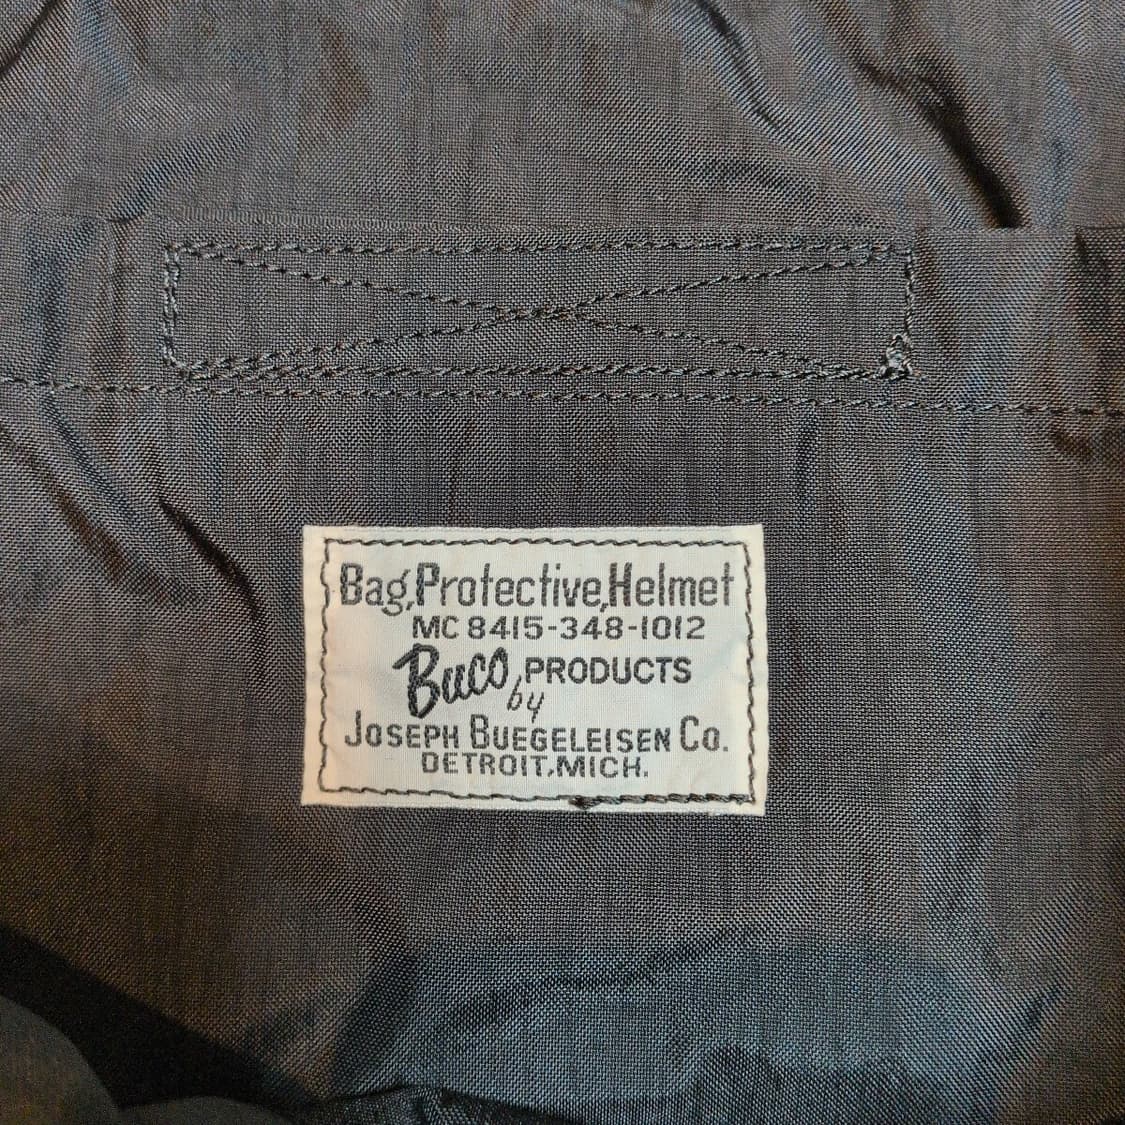 Bag, Protective, Helmet
MC 8415-348-1012
Buco PRODUCTS
by
JOSEPH BUEGELEISEN CO.
DETROIT, MICH.